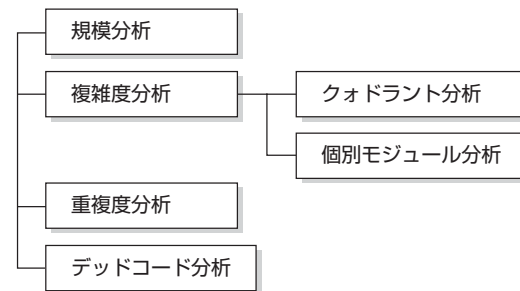 規模分析
複雑度分析
クォドラント分析
個別モジュール分析
重複度分析
デッドコード分析